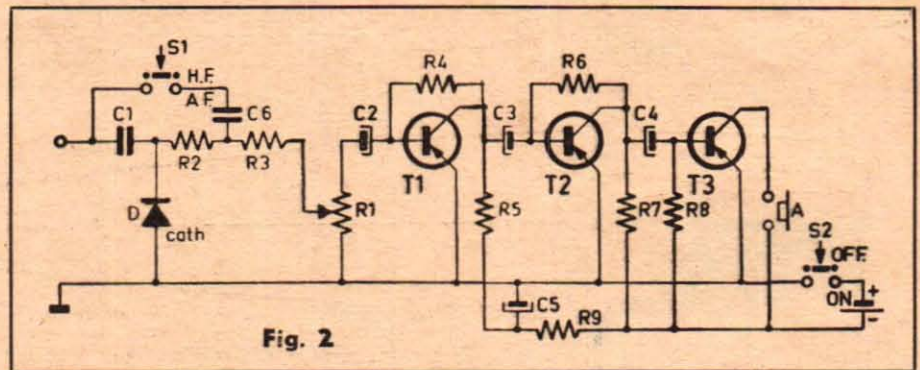 S1
H.F.
A.F.
C1
C6
R2
R3
D
cath
R1
C2
R4
T1
R5
C3
R6
T2
C4
R7
R8
T3
A
S2
OFF.
ON
+
-
C5
R9
Fig. 2